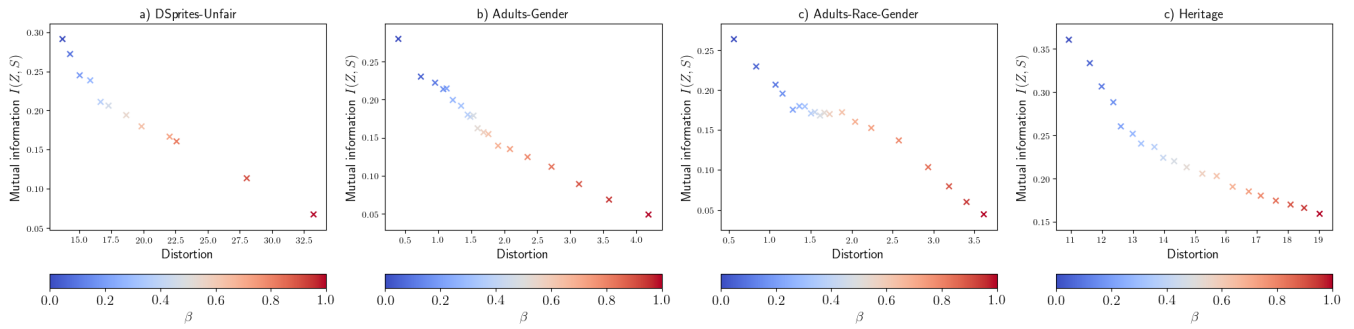 a) DSprites-Unfair
Mutual information I(Z, S)
0.30
0.25
0.20
0.15
0.10
0.05
15.0 17.5 20.0 22.5 25.0 27.5 30.0 32.5
Distortion
0.0 0.2 0.4 0.6 0.8 1.0
β
b) Adults-Gender
Mutual information I(Z, S)
0.25
0.20
0.15
0.10
0.05
0.5 1.0 1.5 2.0 2.5 3.0 3.5 4.0
Distortion
0.0 0.2 0.4 0.6 0.8 1.0
β
c) Adults-Race-Gender
Mutual information I(Z, S)
0.25
0.20
0.15
0.10
0.05
0.5 1.0 1.5 2.0 2.5 3.0 3.5
Distortion
0.0 0.2 0.4 0.6 0.8 1.0
β
c) Heritage
Mutual information I(Z, S)
0.35
0.30
0.25
0.20
0.15
11 12 13 14 15 16 17 18 19
Distortion
0.0 0.2 0.4 0.6 0.8 1.0
β